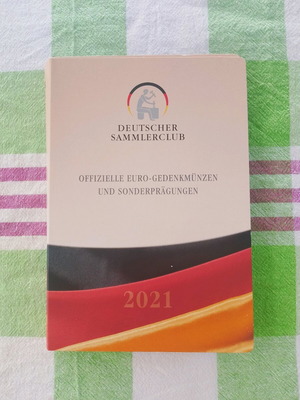 DEUTSCHER
SAMMLERCLUB
OFFIZIELLE EURO-GEDENKMÜNZEN
UND SONDERPRÄGUNGEN
2021